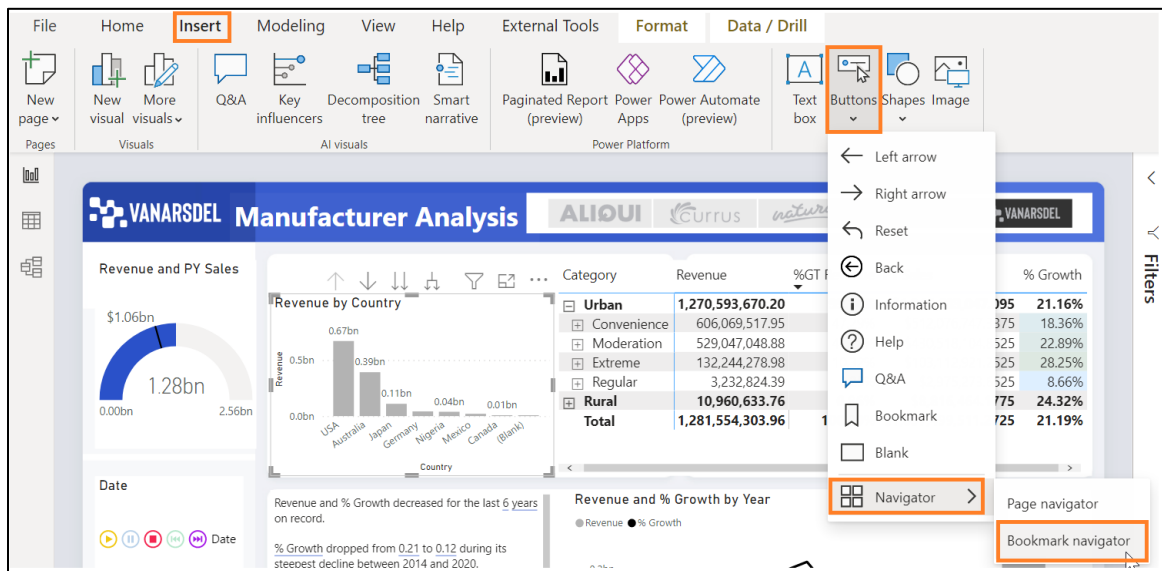 File Home Insert Modeling View Help External Tools Format Data / Drill
New page
New visual
More visuals
Q&A
Key influencers
Decomposition tree
Smart narrative
Paginated Report (preview)
Power Apps
Power Automate (preview)
Text box
Buttons
Shapes
Image
Pages
Visuals
AI visuals
Power Platform
Left arrow
Right arrow
Reset
Back
Information
Help
Q&A
Bookmark
Blank
Navigator
Page navigator
Bookmark navigator
Filters
VANARSDEL Manufacturer Analysis
ALIQUI
Currus
natur
VANARSDEL
Revenue and PY Sales
$1.06bn
1.28bn
0.00bn 2.56bn
Revenue by Country
Revenue
0.5bn
0.0bn
0.67bn
0.39bn
0.11bn
0.04bn
0.01bn
USA
Australia
Japan
Germany
Nigeria
Mexico
Canada
(Blank)
Country
Category Revenue %GT % Growth
Urban 1,270,593,670.20 095 21.16%
Convenience 606,069,517.95 375 18.36%
Moderation 529,047,048.88 525 22.89%
Extreme 132,244,278.98 525 28.25%
Regular 3,232,824.39 525 8.66%
Rural 10,960,633.76 775 24.32%
Total 1,281,554,303.96 1 725 21.19%
Date
Date
Revenue and % Growth decreased for the last 6 years
on record.
% Growth dropped from 0.21 to 0.12 during its
steepest decline between 2014 and 2020.
Revenue and % Growth by Year
Revenue % Growth